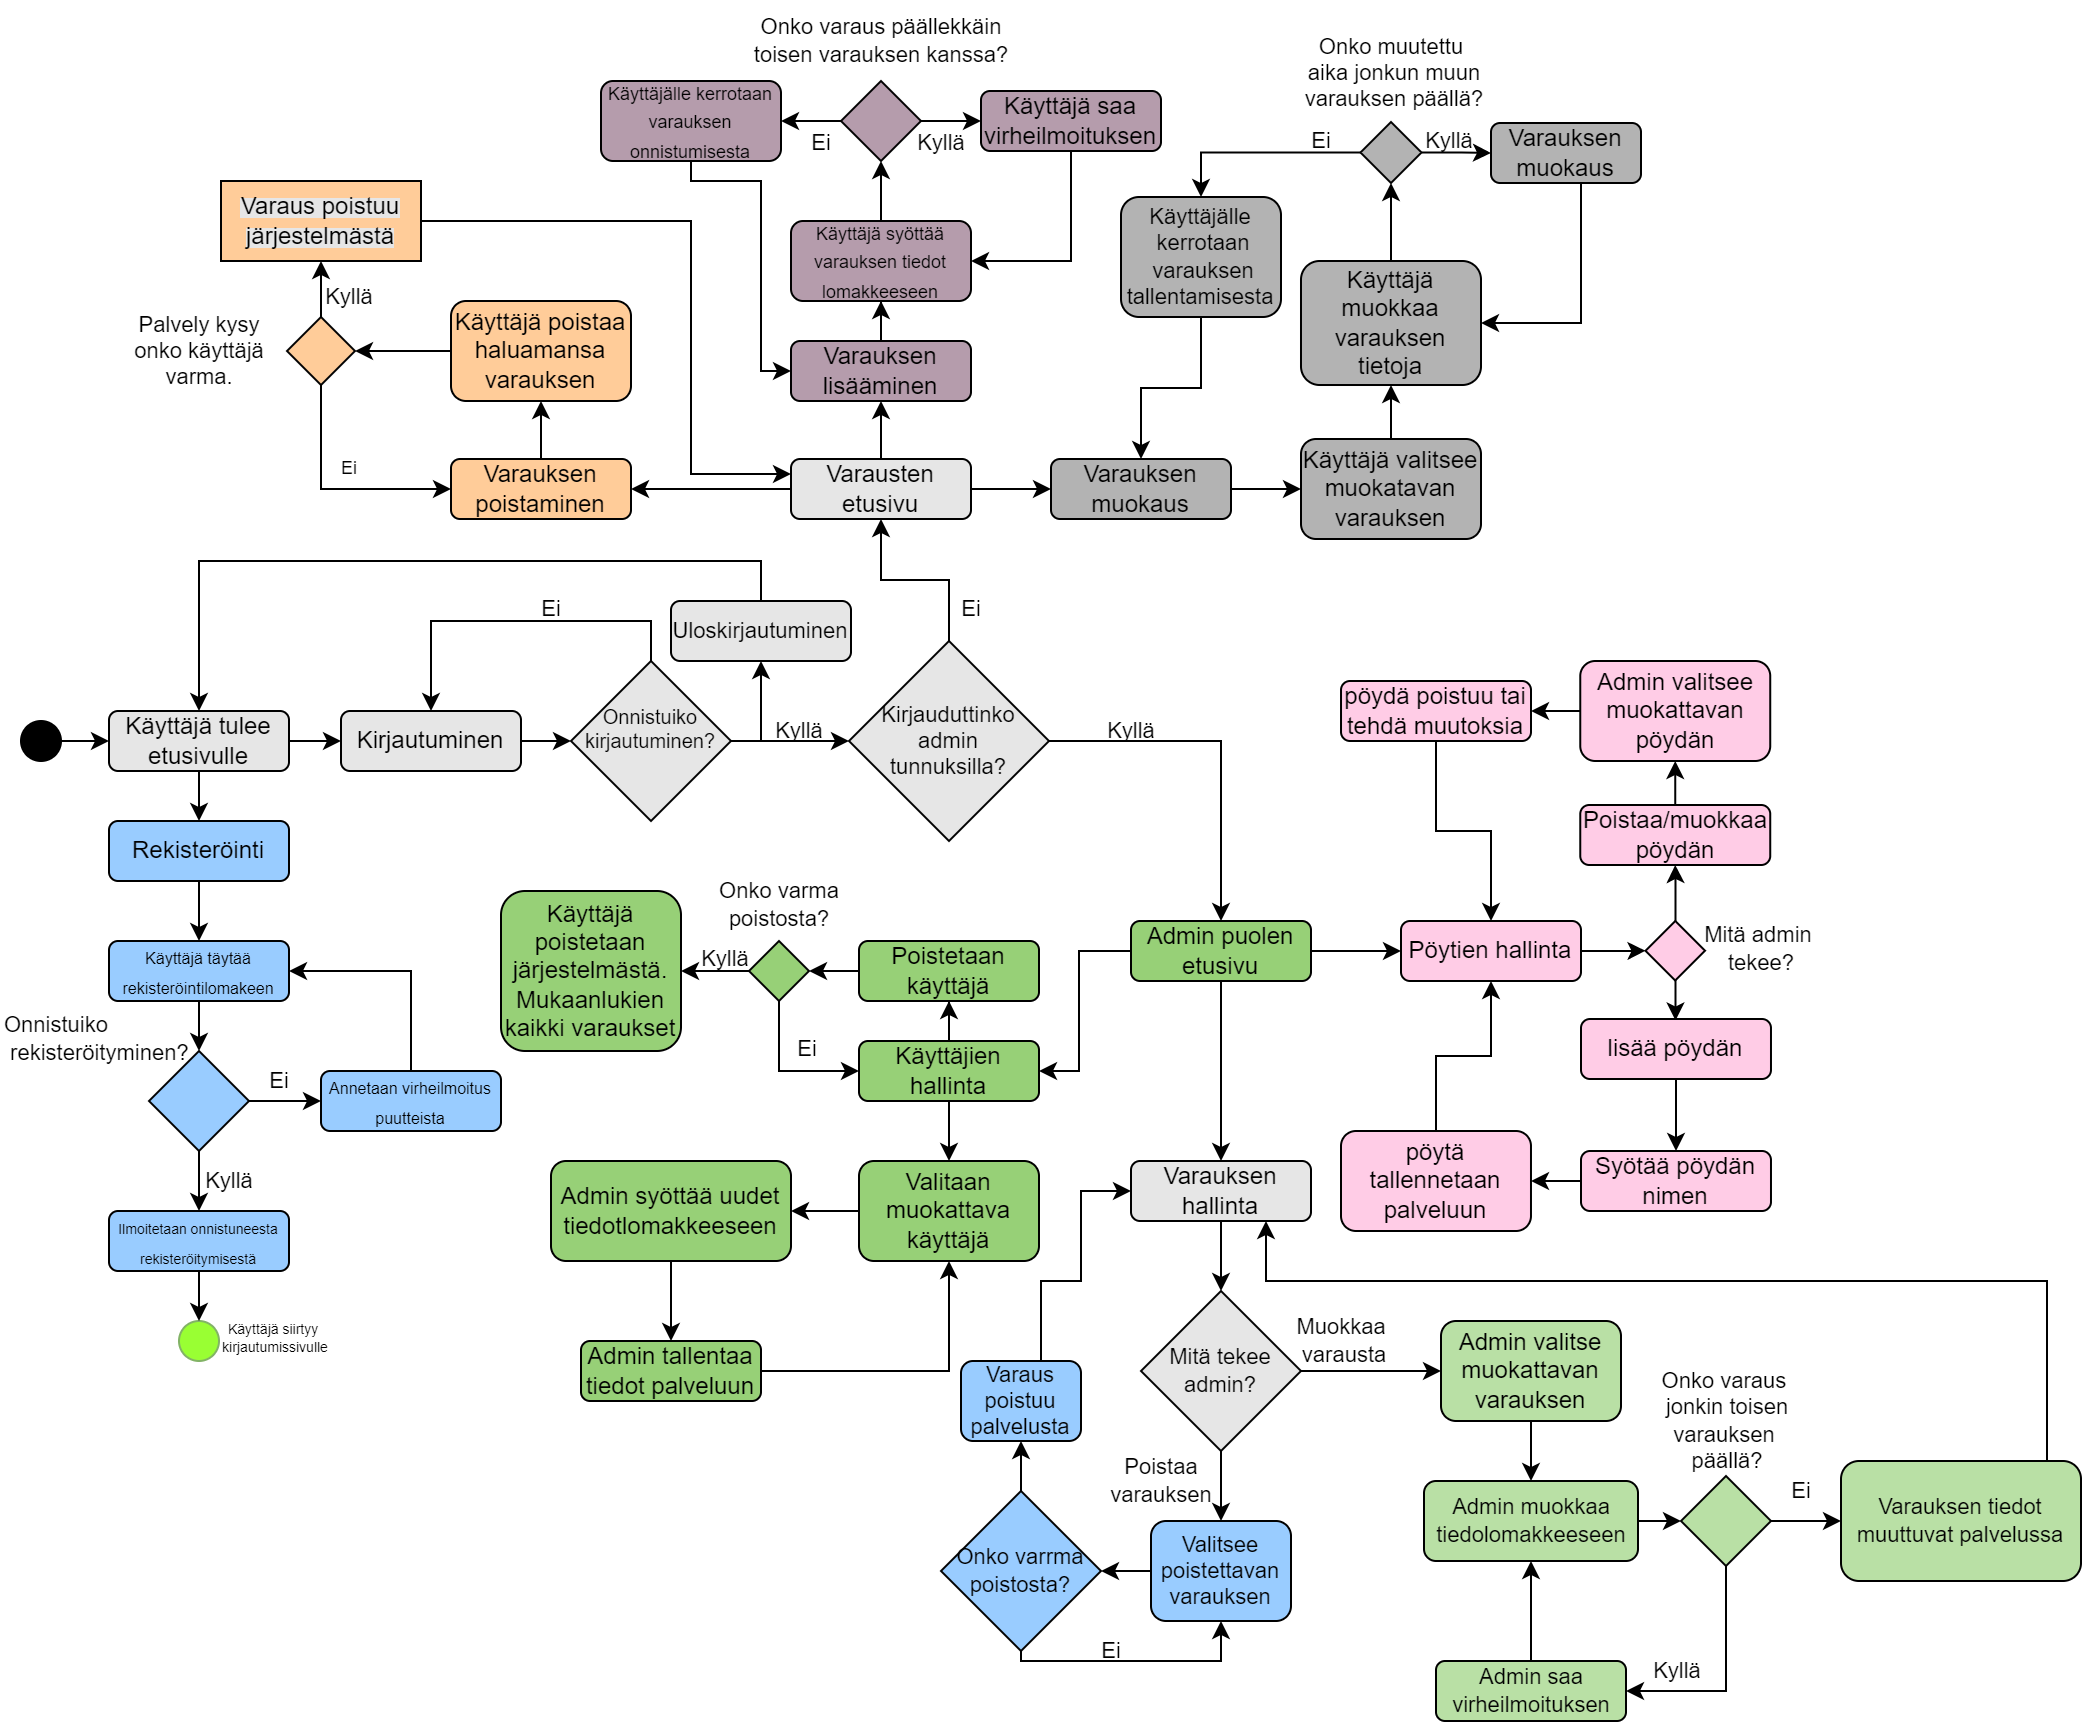 Onko varaus päällekkäin
toisen varauksen kanssa?
Käyttäjälle kerrotaan
varauksen
onnistumisesta
Ei
Kyllä
Käyttäjä saa
virheilmoituksen
Onko muutettu
aika jonkun muun
varauksen päällä?
Ei
Kyllä
Varauksen
muokaus
Varaus poistuu
järjestelmästä
Käyttäjä syöttää
varauksen tiedot
lomakkeeseen
Käyttäjälle
kerrotaan
varauksen
tallentamisesta
Käyttäjä
muokkaa
varauksen
tietoja
Kyllä
Palvely kysy
onko käyttäjä
varma.
Käyttäjä poistaa
haluamansa
varauksen
Varauksen
lisääminen
Ei
Varauksen
poistaminen
Varausten
etusivu
Varauksen
muokaus
Käyttäjä valitsee
muokatavan
varauksen
Ei
Uloskirjautuminen
Ei
Käyttäjä tulee
etusivulle
Kirjautuminen
Onnistuiko
kirjautuminen?
Kyllä
Kirjauduttinko
admin
tunnuksilla?
Kyllä
pöydä poistuu tai
tehdä muutoksia
Admin valitsee
muokattavan
pöydän
Poistaa/muokkaa
pöydän
Rekisteröinti
Käyttäjä täytää
rekisteröintilomakeen
Onnistuiko
rekisteröityminen?
Ei
Annetaan virheilmoitus
puutteista
Kyllä
Ilmoitetaan onnistuneesta
rekisteröitymisestä
Käyttäjä siirtyy
kirjautumissivulle
Käyttäjä
poistetaan
järjestelmästä.
Mukaanlukien
kaikki varaukset
Onko varma
poistosta?
Kyllä
Ei
Poistetaan
käyttäjä
Käyttäjien
hallinta
Admin puolen
etusivu
Pöytien hallinta
Mitä admin
tekee?
lisää pöydän
Syötää pöydän
nimen
pöytä
tallennetaan
palveluun
Admin syöttää uudet
tiedotlomakkeeseen
Valitaan
muokattava
käyttäjä
Admin tallentaa
tiedot palveluun
Varauksen
hallinta
Mitä tekee
admin?
Muokkaa
varausta
Admin valitse
muokattavan
varauksen
Onko varaus
jonkin toisen
varauksen
päällä?
Varaus
poistuu
palvelusta
Poistaa
varauksen
Onko varrma
poistosta?
Valitsee
poistettavan
varauksen
Ei
Admin muokkaa
tiedolomakkeeseen
Ei
Varauksen tiedot
muuttuvat palvelussa
Kyllä
Admin saa
virheilmoituksen